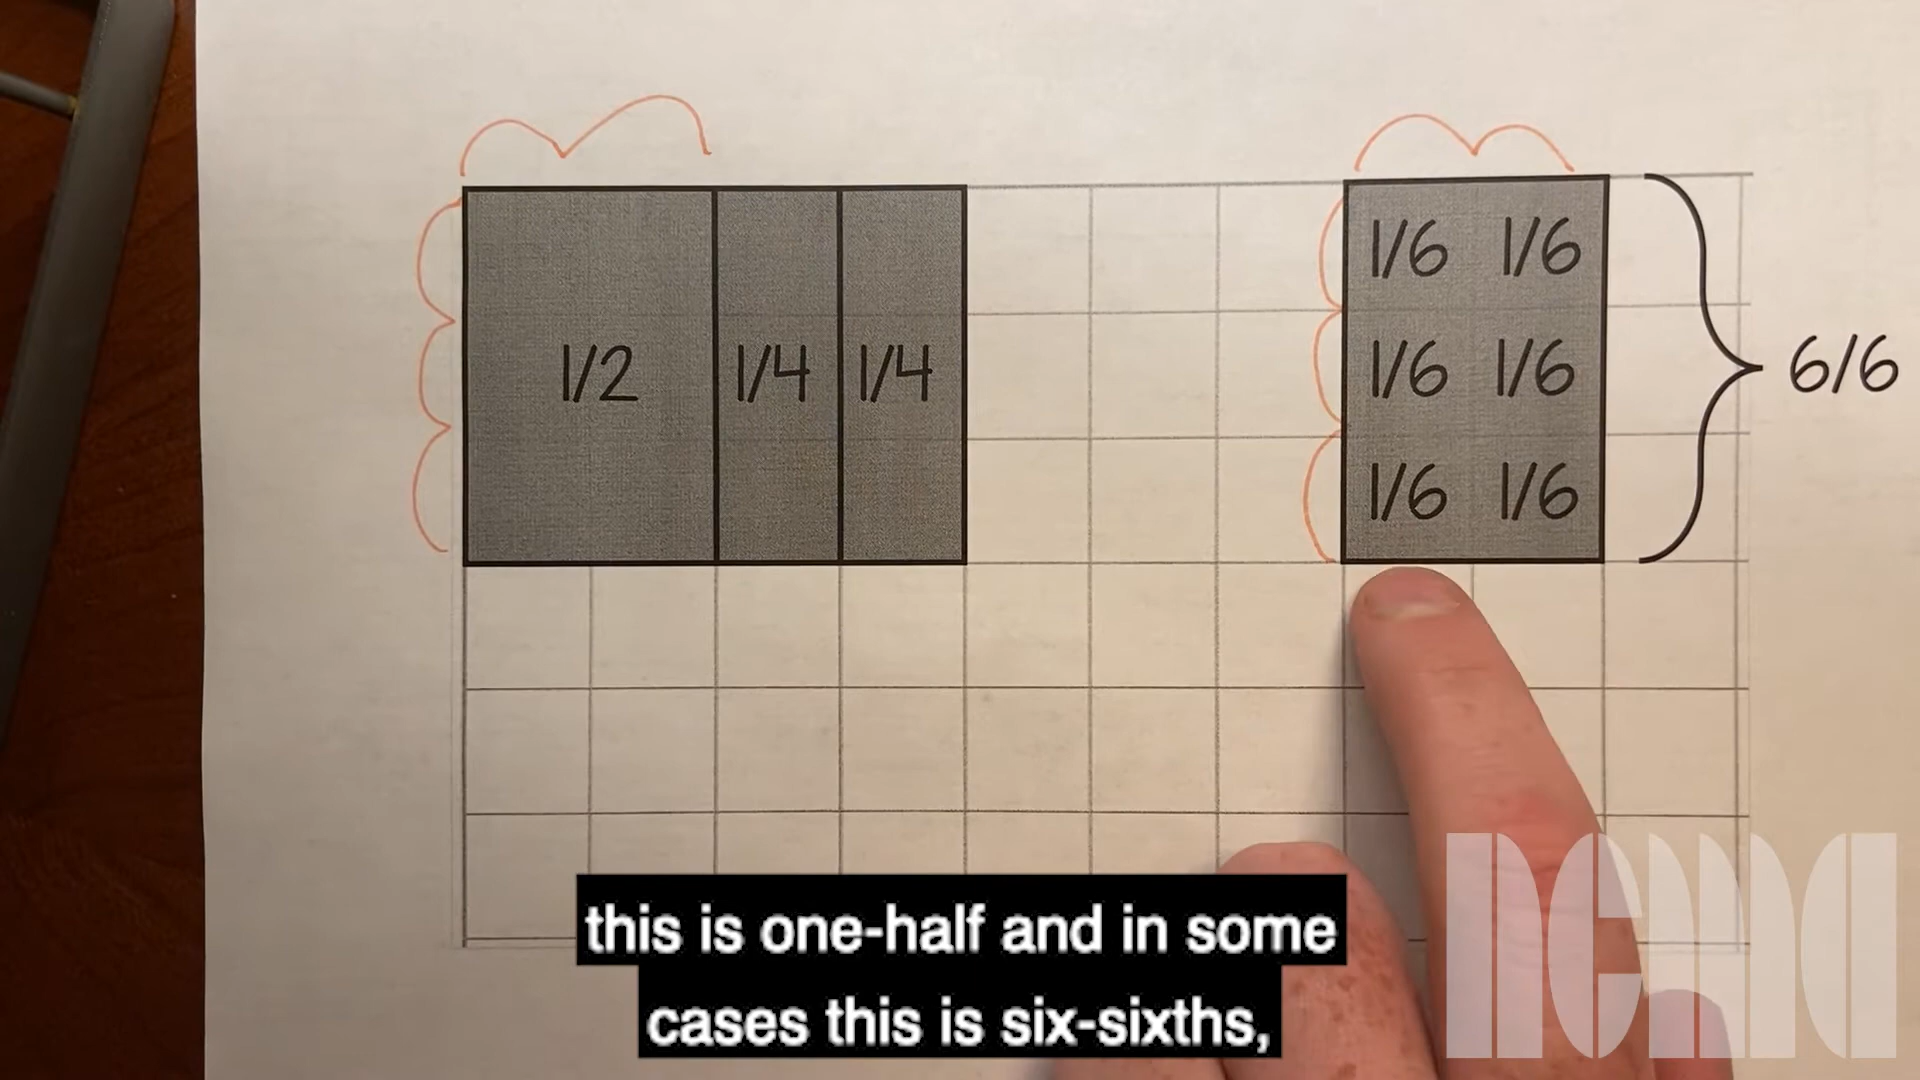 1/2 1/4 1/4
1/6 1/6
1/6 1/6
1/6 1/6
6/6
this is one-half and in some
cases this is six-sixths,
ncma